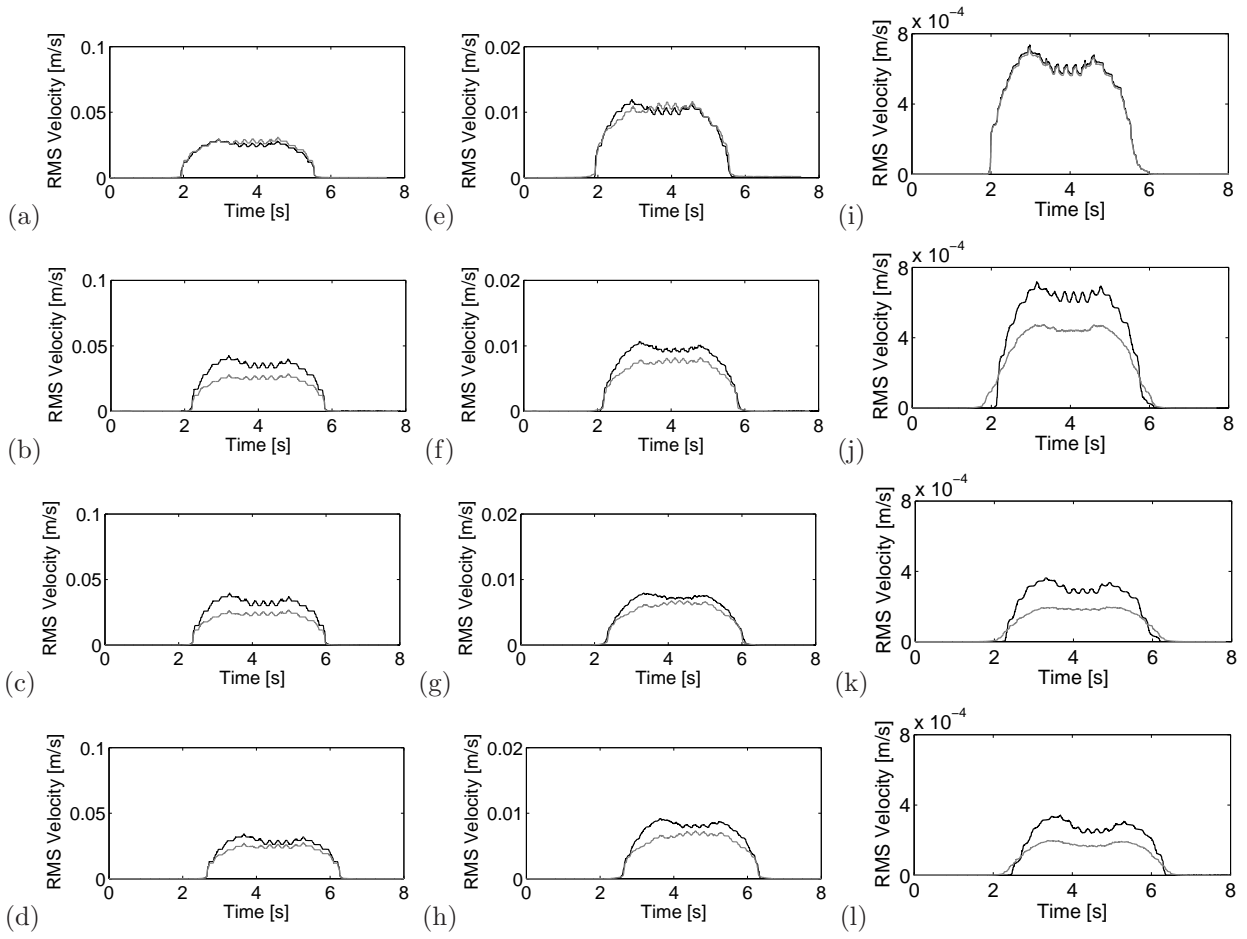 (a)
RMS Velocity [m/s]
0.1
0.05
0
0 2 4 6 8
Time [s]
(e)
RMS Velocity [m/s]
0.02
0.01
0
0 2 4 6 8
Time [s]
(i)
x 10−4
RMS Velocity [m/s]
8
4
0
0 2 4 6 8
Time [s]
(b)
RMS Velocity [m/s]
0.1
0.05
0
0 2 4 6 8
Time [s]
(f)
RMS Velocity [m/s]
0.02
0.01
0
0 2 4 6 8
Time [s]
(j)
x 10−4
RMS Velocity [m/s]
8
4
0
0 2 4 6 8
Time [s]
(c)
RMS Velocity [m/s]
0.1
0.05
0
0 2 4 6 8
Time [s]
(g)
RMS Velocity [m/s]
0.02
0.01
0
0 2 4 6 8
Time [s]
(k)
x 10−4
RMS Velocity [m/s]
8
4
0
0 2 4 6 8
Time [s]
(d)
RMS Velocity [m/s]
0.1
0.05
0
0 2 4 6 8
Time [s]
(h)
RMS Velocity [m/s]
0.02
0.01
0
0 2 4 6 8
Time [s]
(l)
x 10−4
RMS Velocity [m/s]
8
4
0
0 2 4 6 8
Time [s]